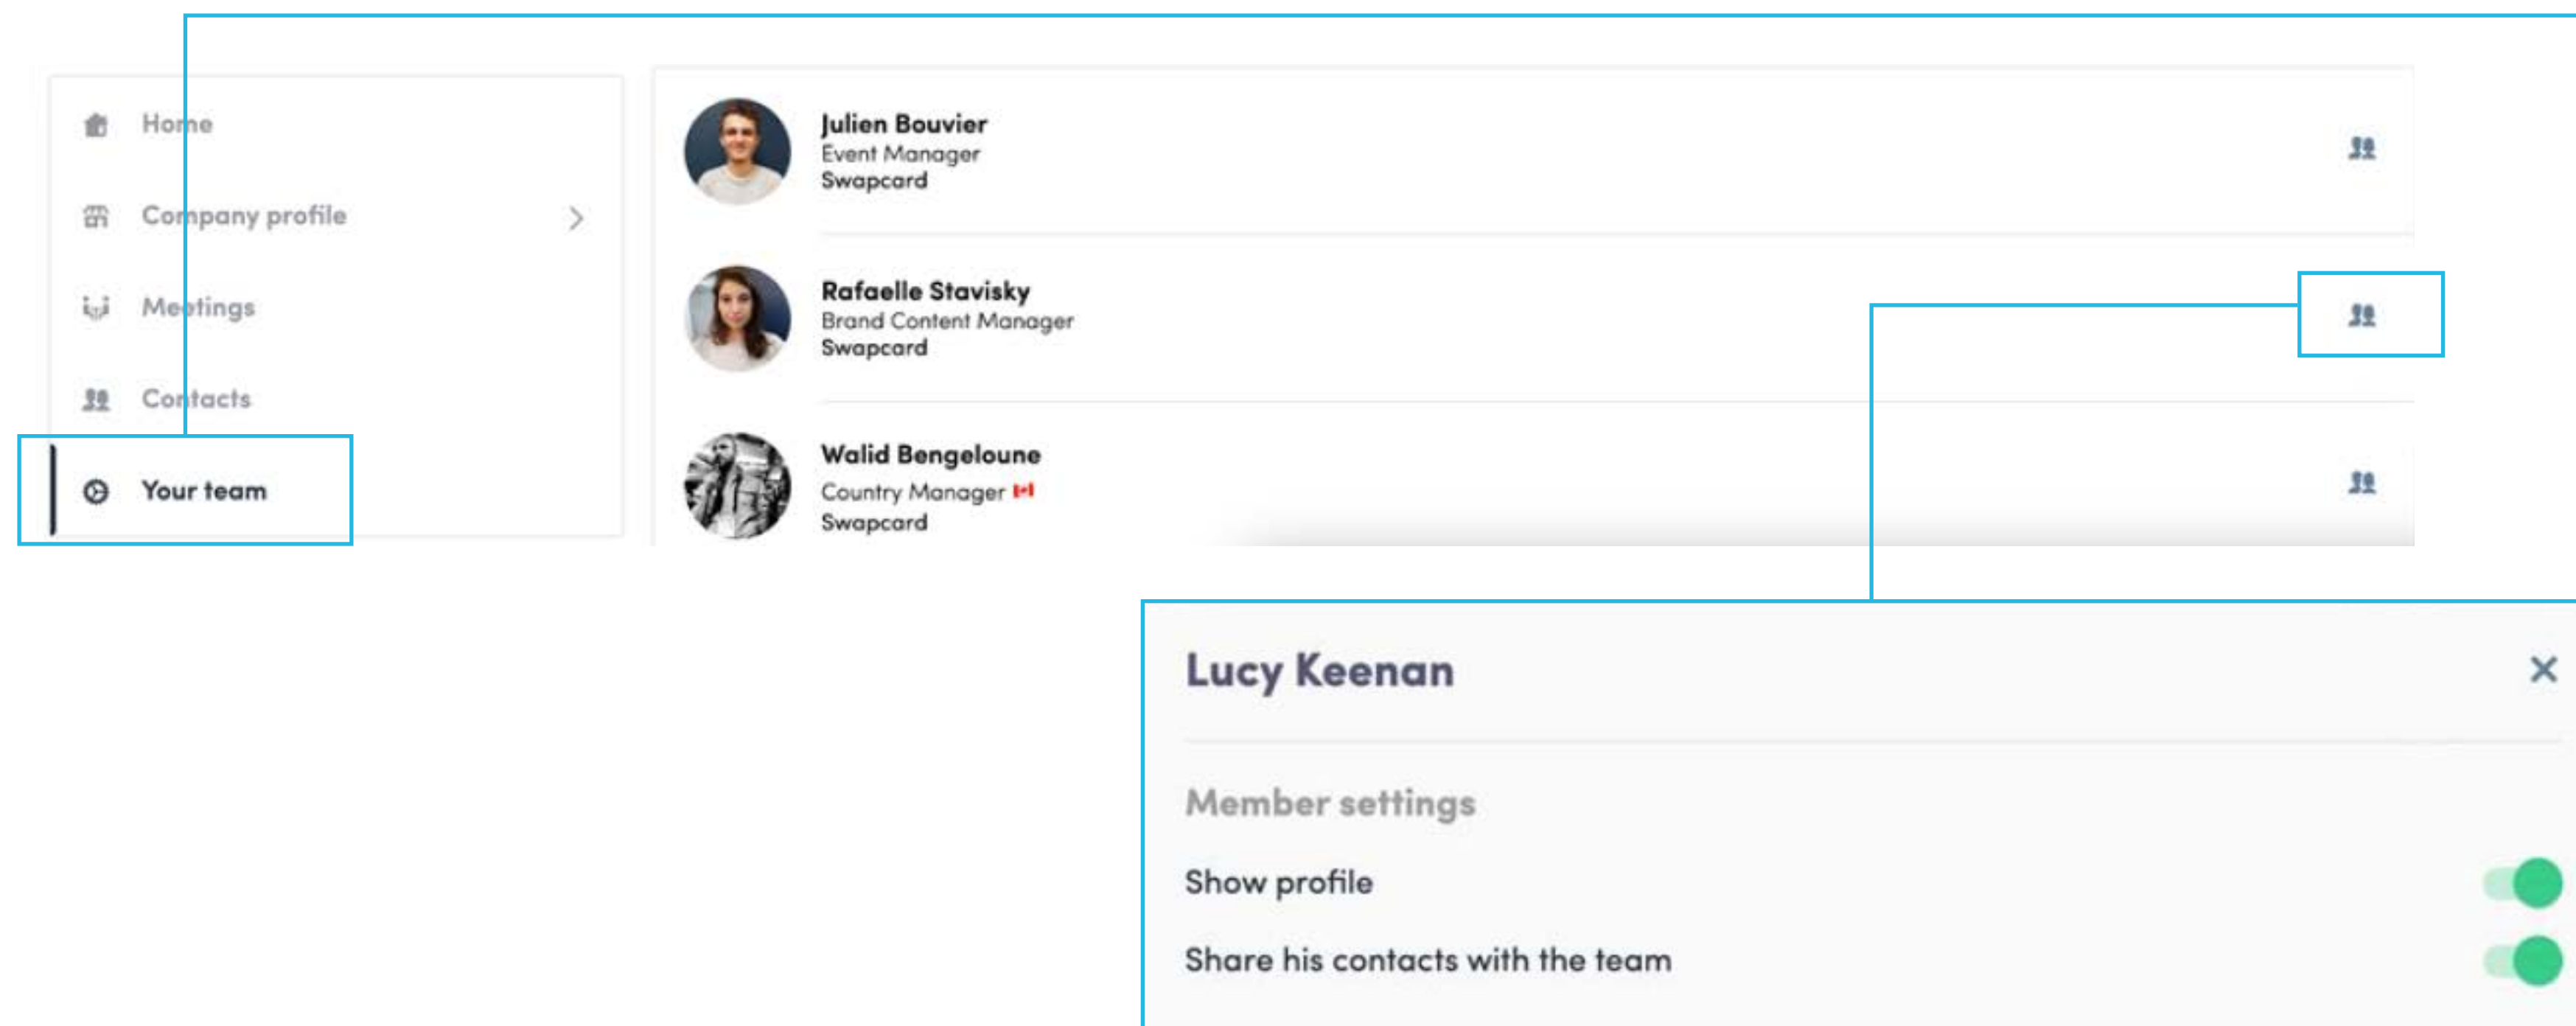 Home
Company profile
Meetings
Contacts
Your team
Julien Bouvier
Event Manager
Swapcard
Rafaelle Stavisky
Brand Content Manager
Swapcard
Walid Bengeloune
Country Manager 🇨🇦
Swapcard
Lucy Keenan
Member settings
Show profile
Share his contacts with the team